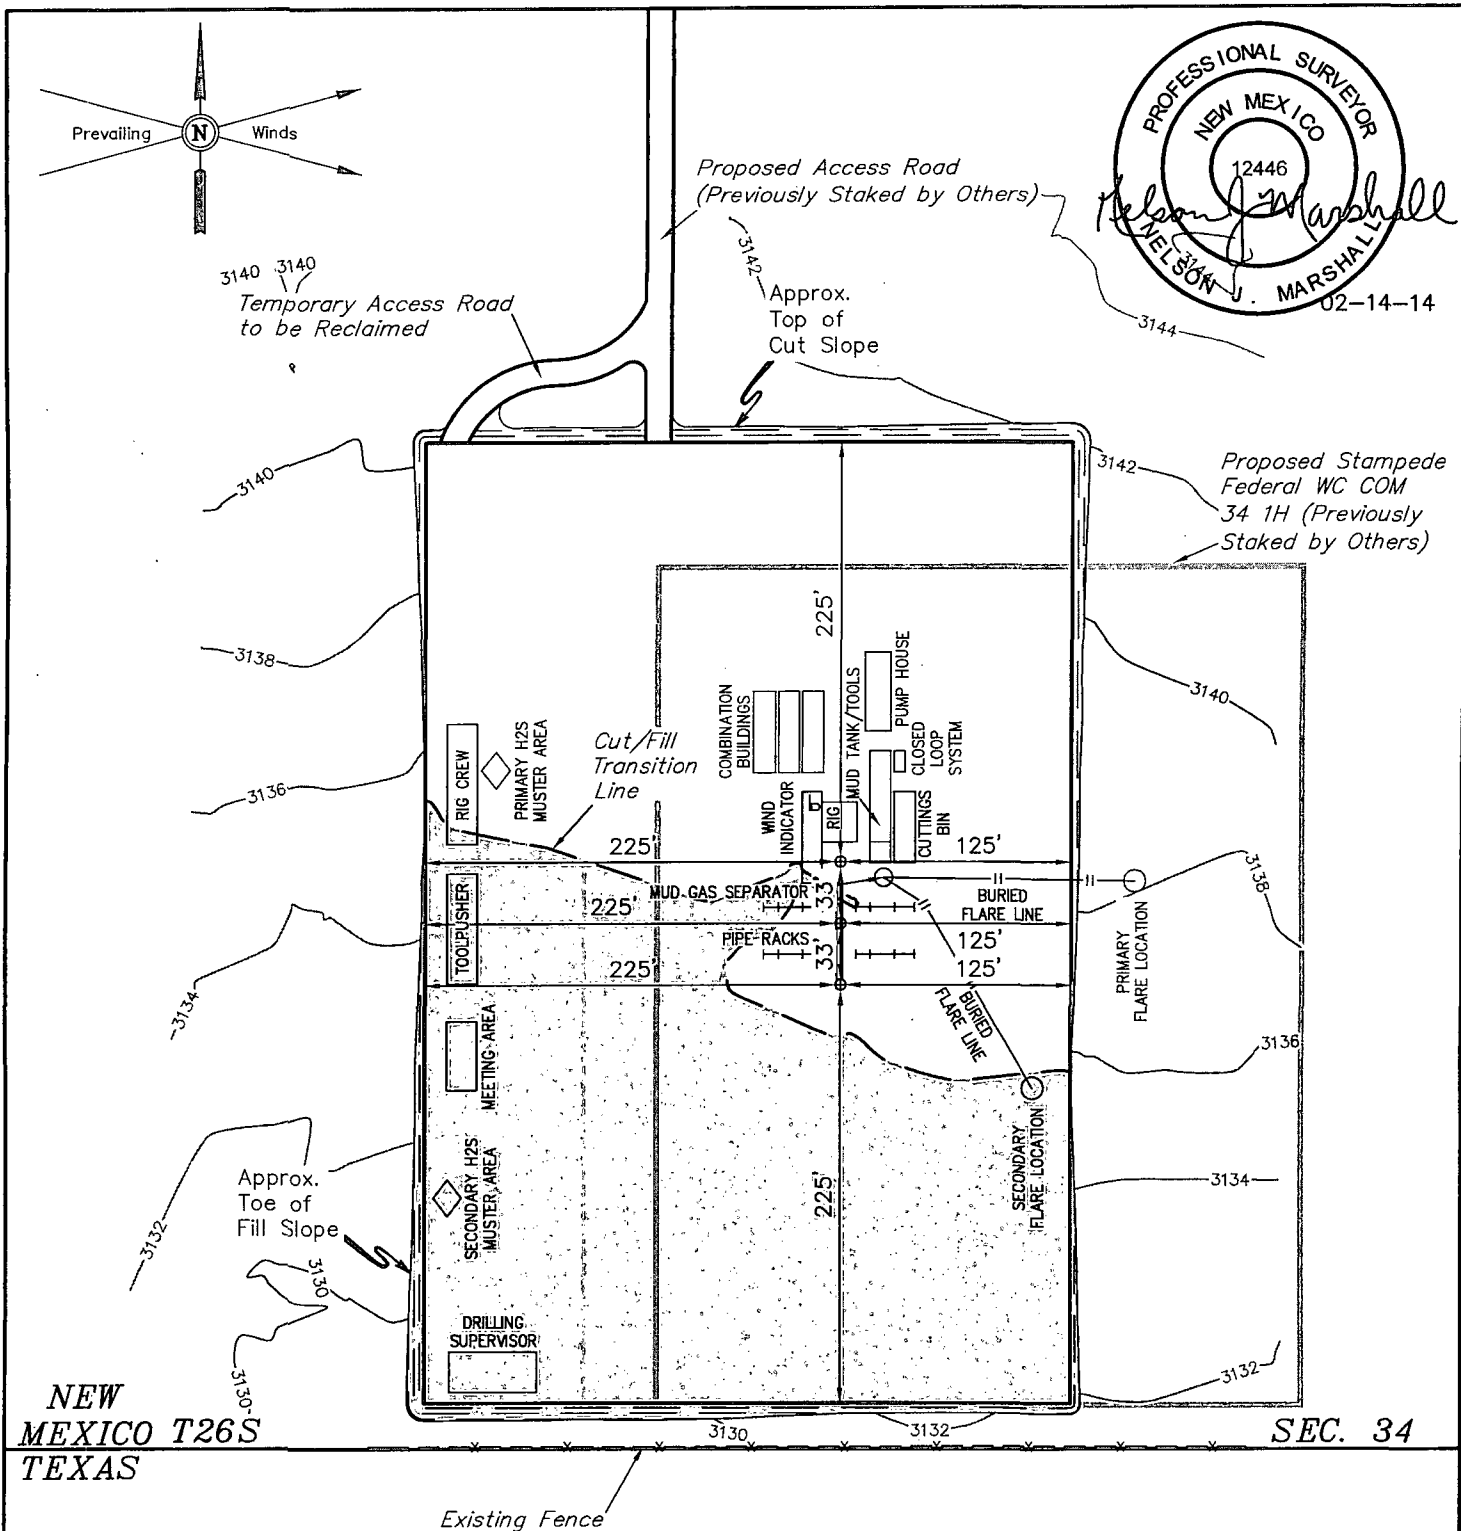 Prevailing
N
Winds
PROFESSIONAL SURVEYOR
NEW MEXICO
12446
Nelson J. Marshall
NELSON J. MARSHALL
02-14-14
Proposed Access Road
(Previously Staked by Others)
3140
3140
Temporary Access Road
to be Reclaimed
3142
3144
3144
Approx.
Top of
Cut Slope
3140
3142
Proposed Stampede
Federal WC COM
34 1H (Previously
Staked by Others)
225'
3138
3140
COMBINATION
BUILDINGS
MUD TANK/TOOLS
PUMP HOUSE
CLOSED
LOOP
SYSTEM
RIG CREW
PRIMARY H2S
MUSTER AREA
Cut/Fill
Transition
Line
3136
WIND
INDICATOR
RIG
CUTTINGS
BIN
225'
125'
3138
MUD GAS SEPARATOR
33'
BURIED
FLARE LINE
TOOLPUSHER
225'
125'
PIPE RACKS
33'
225'
125'
PRIMARY
FLARE LOCATION
3134
BURIED
FLARE LINE
3136
MEETING AREA
SECONDARY
FLARE LOCATION
3134
Approx.
Toe of
Fill Slope
SECONDARY H2S
MUSTER AREA
225'
3132
3130
DRILLING
SUPERVISOR
3130
3132
3130
3132
NEW
MEXICO T26S
SEC. 34
TEXAS
Existing Fence